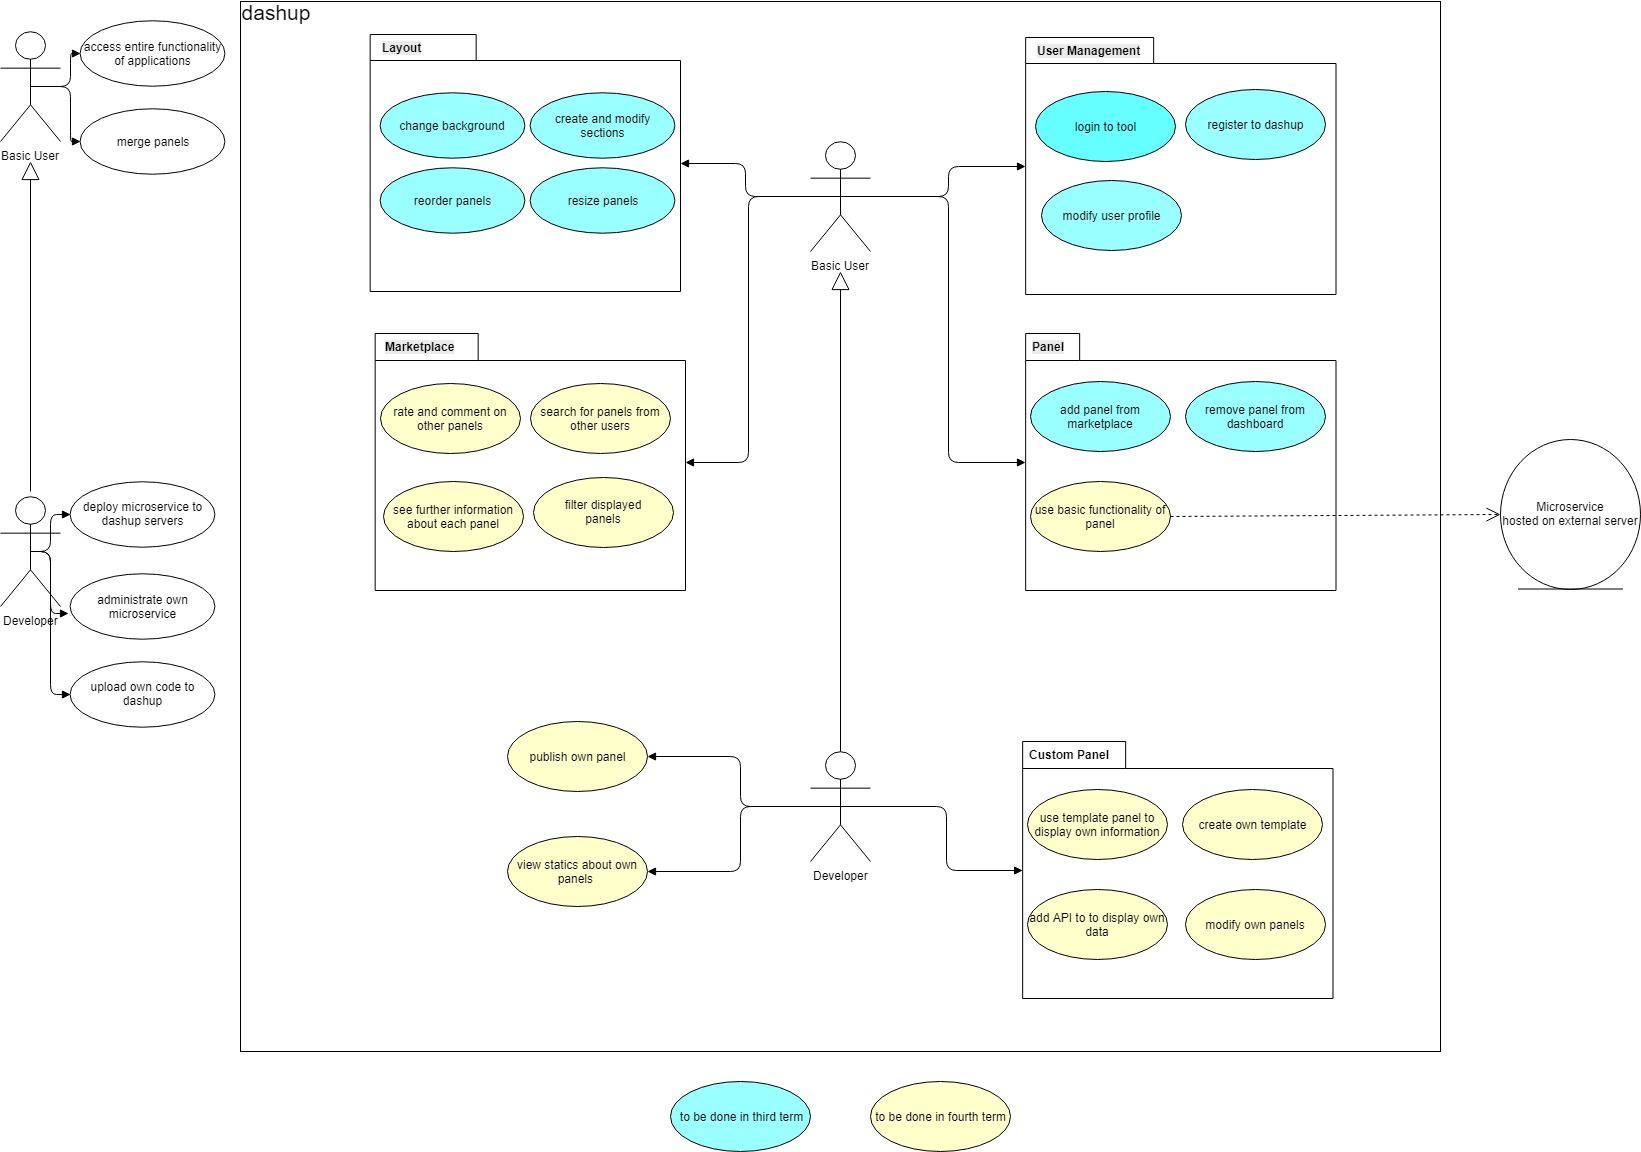 dashup
access entire functionality
of applications
merge panels
Basic User
deploy microservice to
dashup servers
administrate own
microservice
Developer
upload own code to
dashup
Layout
change background
create and modify
sections
reorder panels
resize panels
User Management
login to tool
register to dashup
modify user profile
Basic User
Marketplace
rate and comment on
other panels
search for panels from
other users
see further information
about each panel
filter displayed
panels
Panel
add panel from
marketplace
remove panel from
dashboard
use basic functionality of
panel
Microservice
hosted on external server
publish own panel
view statics about own
panels
Developer
Custom Panel
use template panel to
display own information
create own template
add API to to display own
data
modify own panels
to be done in third term
to be done in fourth term